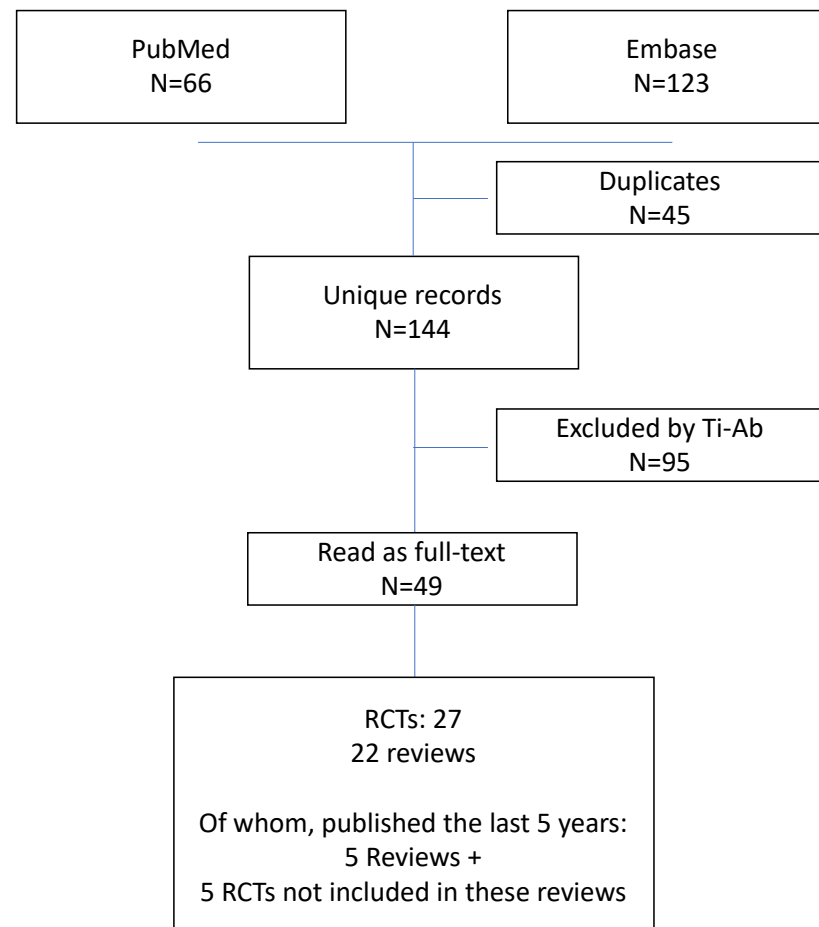 PubMed
N=66
Embase
N=123
Duplicates
N=45
Unique records
N=144
Excluded by Ti-Ab
N=95
Read as full-text
N=49
RCTs: 27
22 reviews
Of whom, published the last 5 years:
5 Reviews +
5 RCTs not included in these reviews